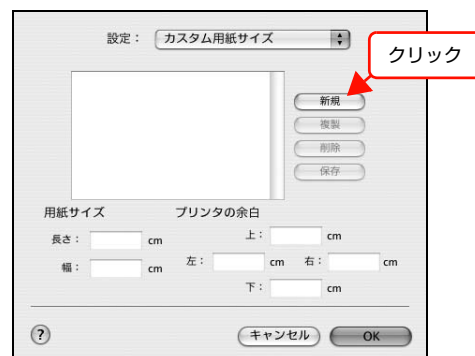 設定： カスタム用紙サイズ
クリック
新規
複製
削除
保存
用紙サイズ プリンタの余白
長さ： cm 上： cm
幅： cm 左： cm 右： cm
下： cm
? キャンセル OK